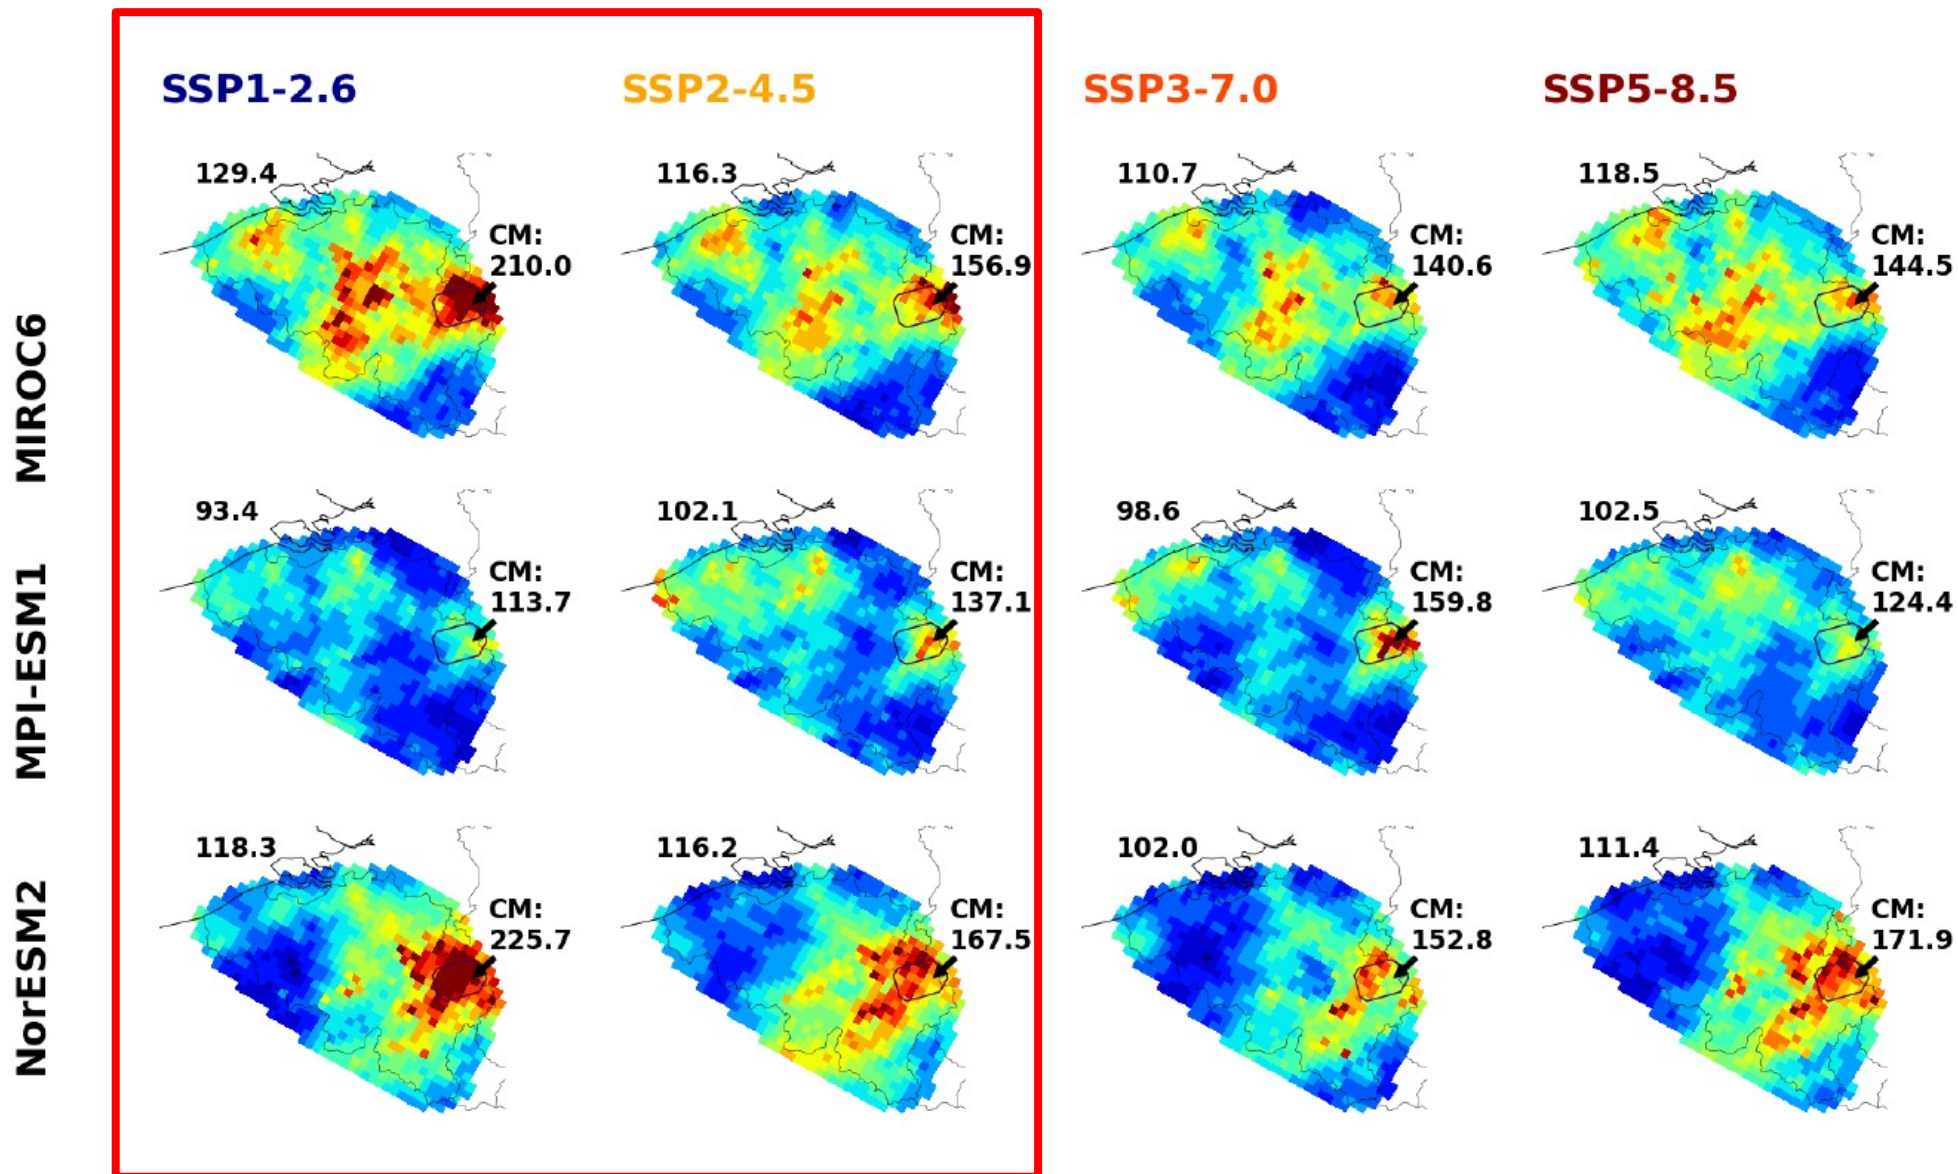 SSP1-2.6 SSP2-4.5 SSP3-7.0 SSP5-8.5
MIROC6
129.4
CM:
210.0
116.3
CM:
156.9
110.7
CM:
140.6
118.5
CM:
144.5
MPI-ESM1
93.4
CM:
113.7
102.1
CM:
137.1
98.6
CM:
159.8
102.5
CM:
124.4
NorESM2
118.3
CM:
225.7
116.2
CM:
167.5
102.0
CM:
152.8
111.4
CM:
171.9